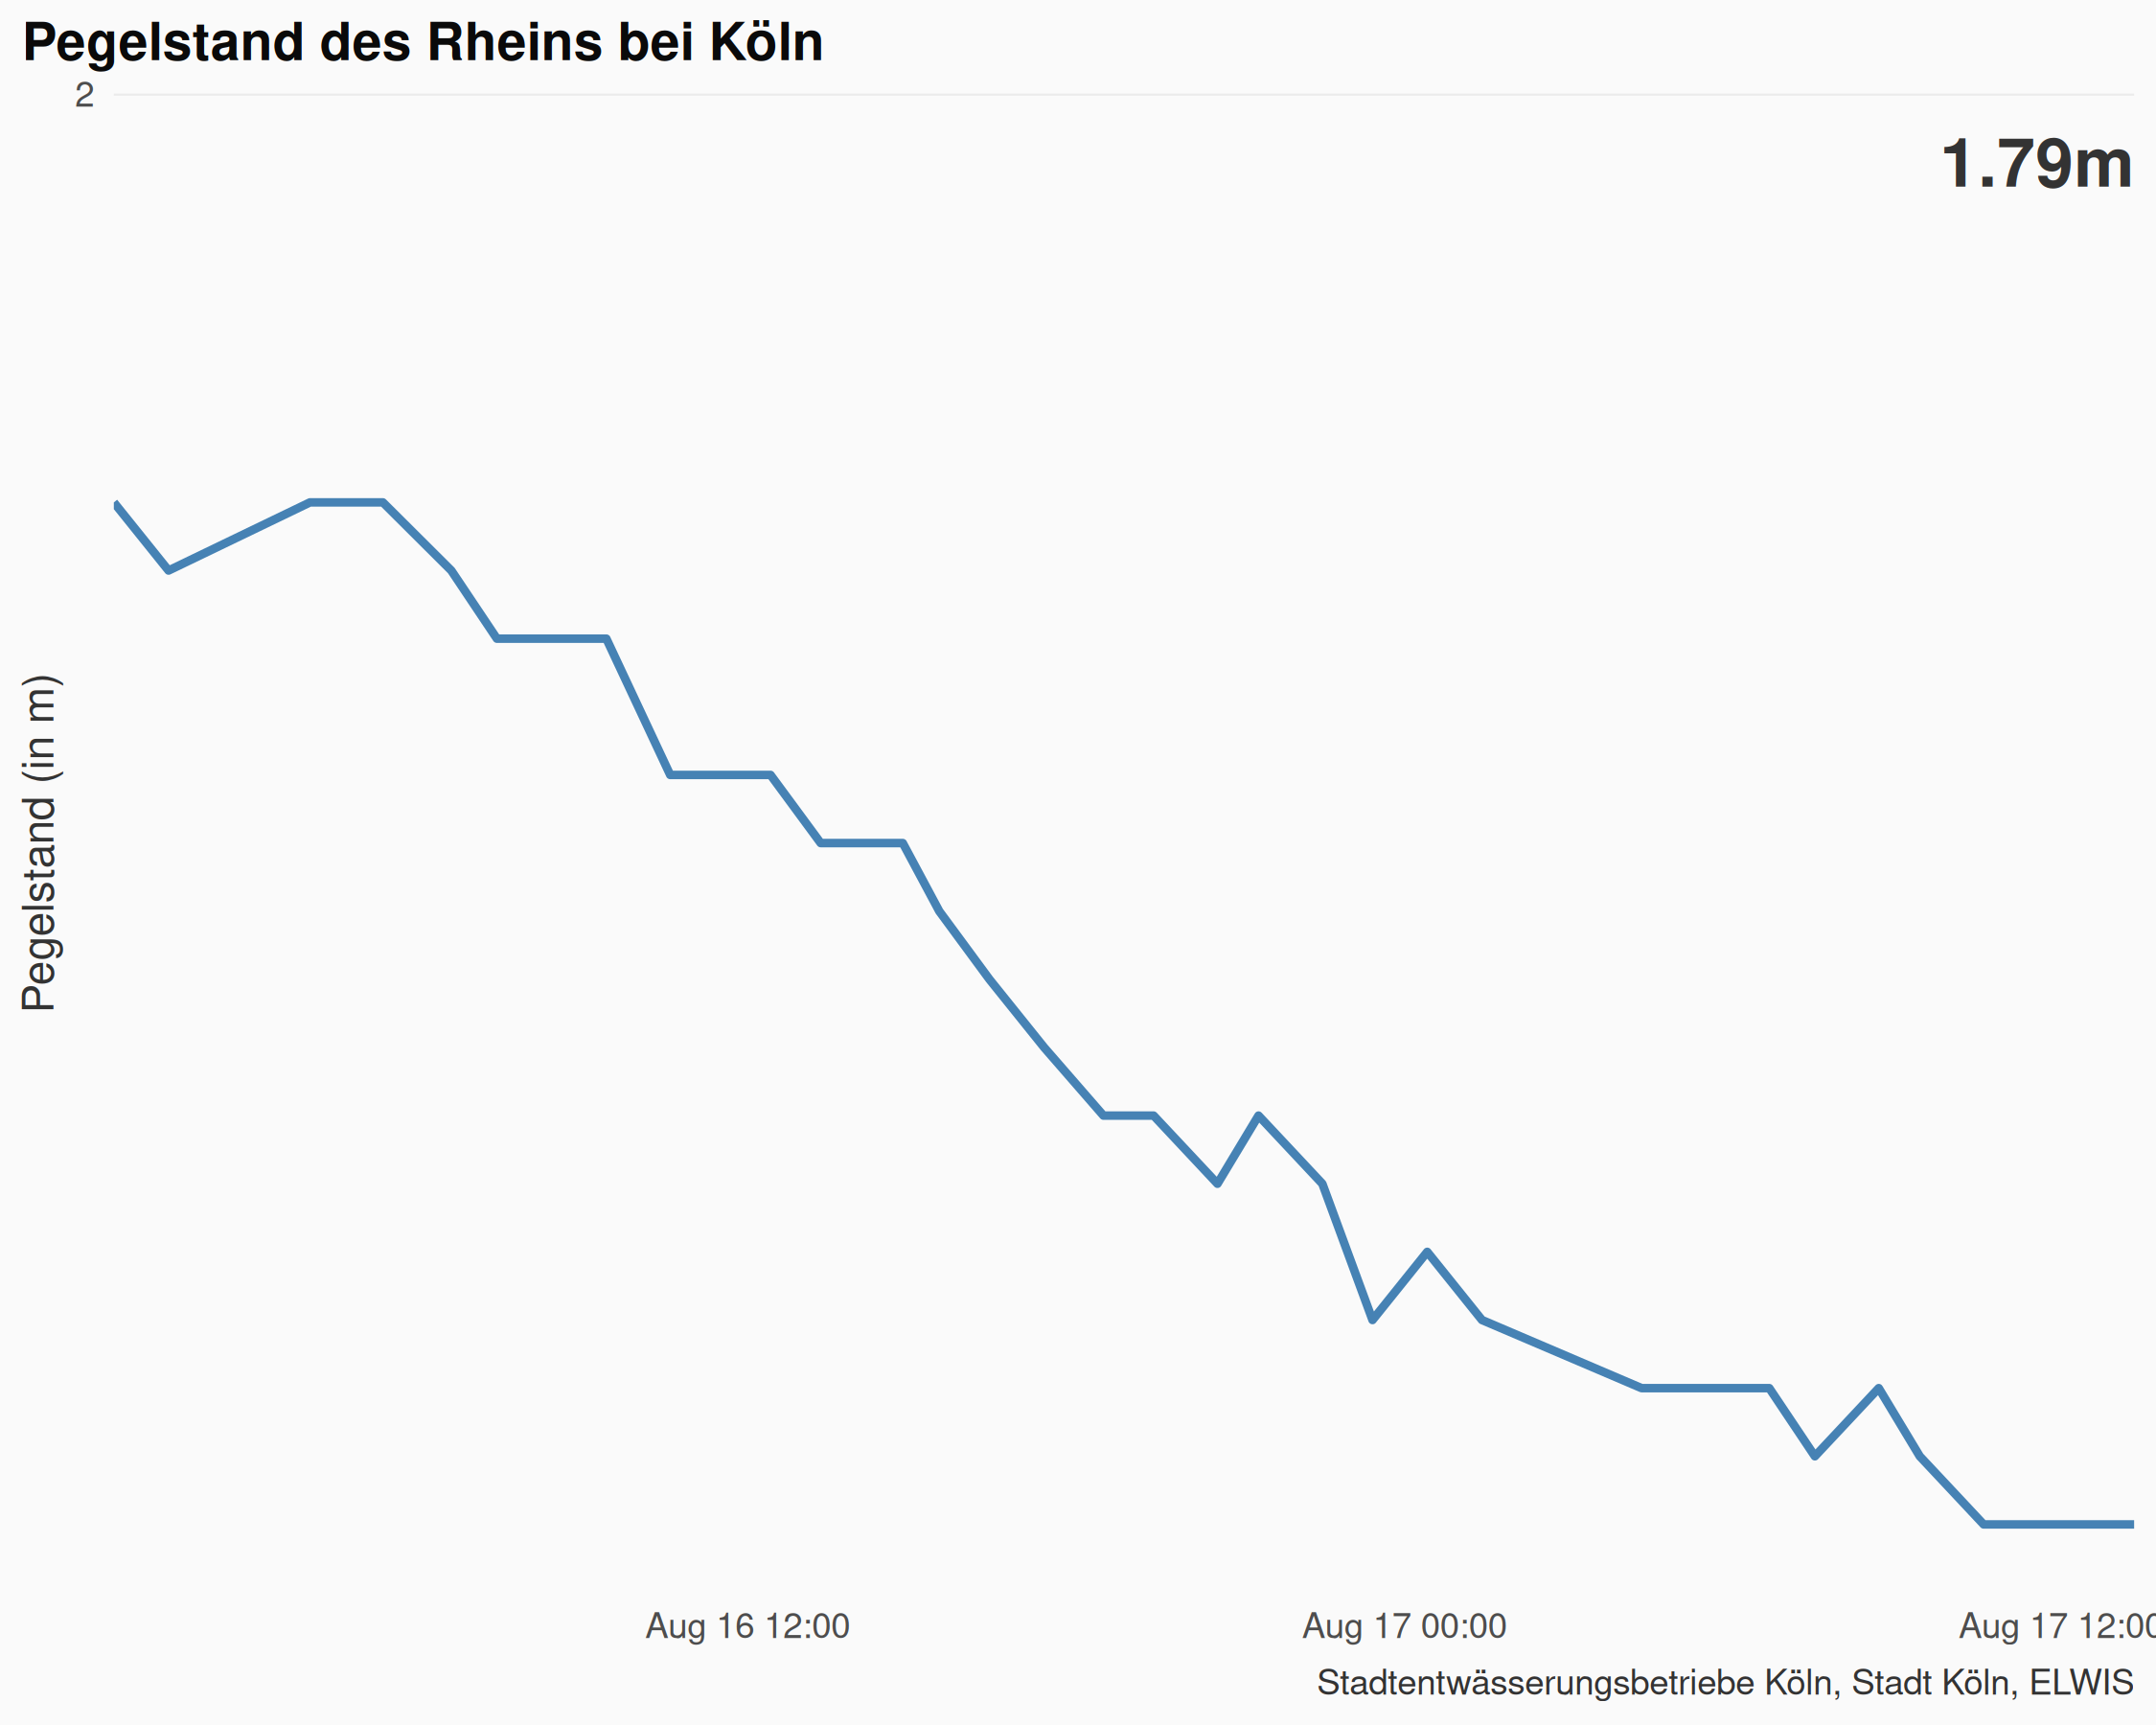 Pegelstand des Rheins bei Köln
2
1.79m
Pegelstand (in m)
Aug 16 12:00
Aug 17 00:00
Aug 17 12:00
Stadtentwässerungsbetriebe Köln, Stadt Köln, ELWIS